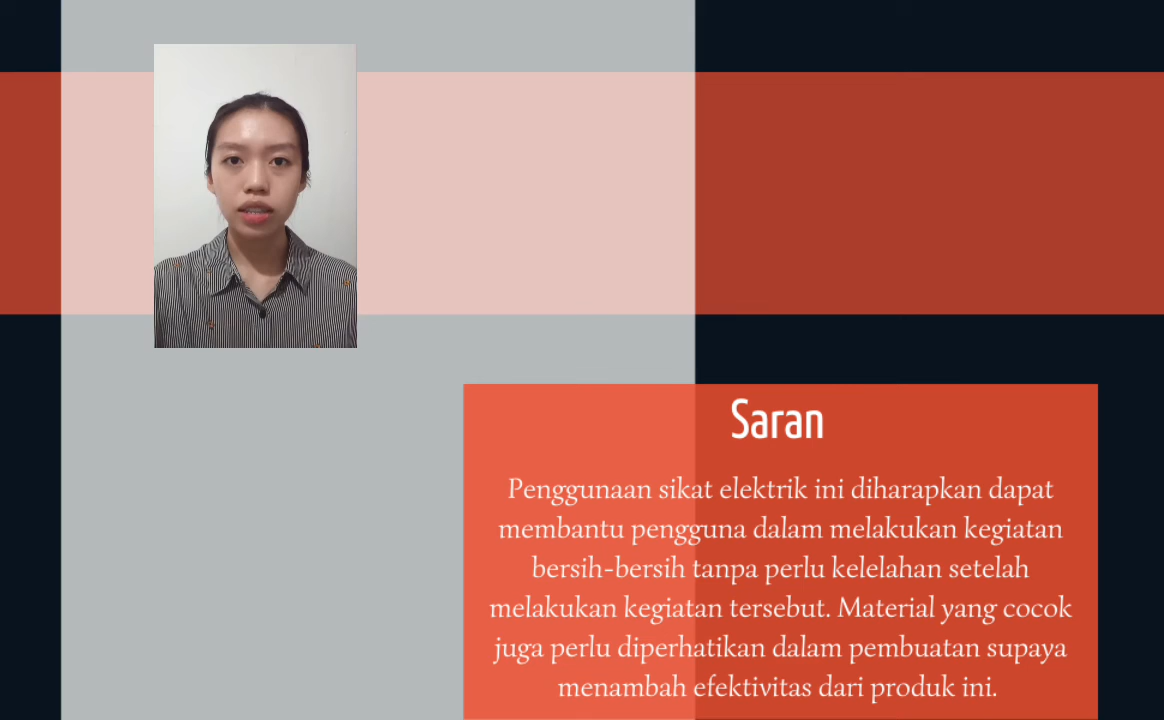 Saran
Penggunaan sikat elektrik ini diharapkan dapat
membantu pengguna dalam melakukan kegiatan
bersih-bersih tanpa perlu kelelahan setelah
melakukan kegiatan tersebut. Material yang cocok
juga perlu diperhatikan dalam pembuatan supaya
menambah efektivitas dari produk ini.